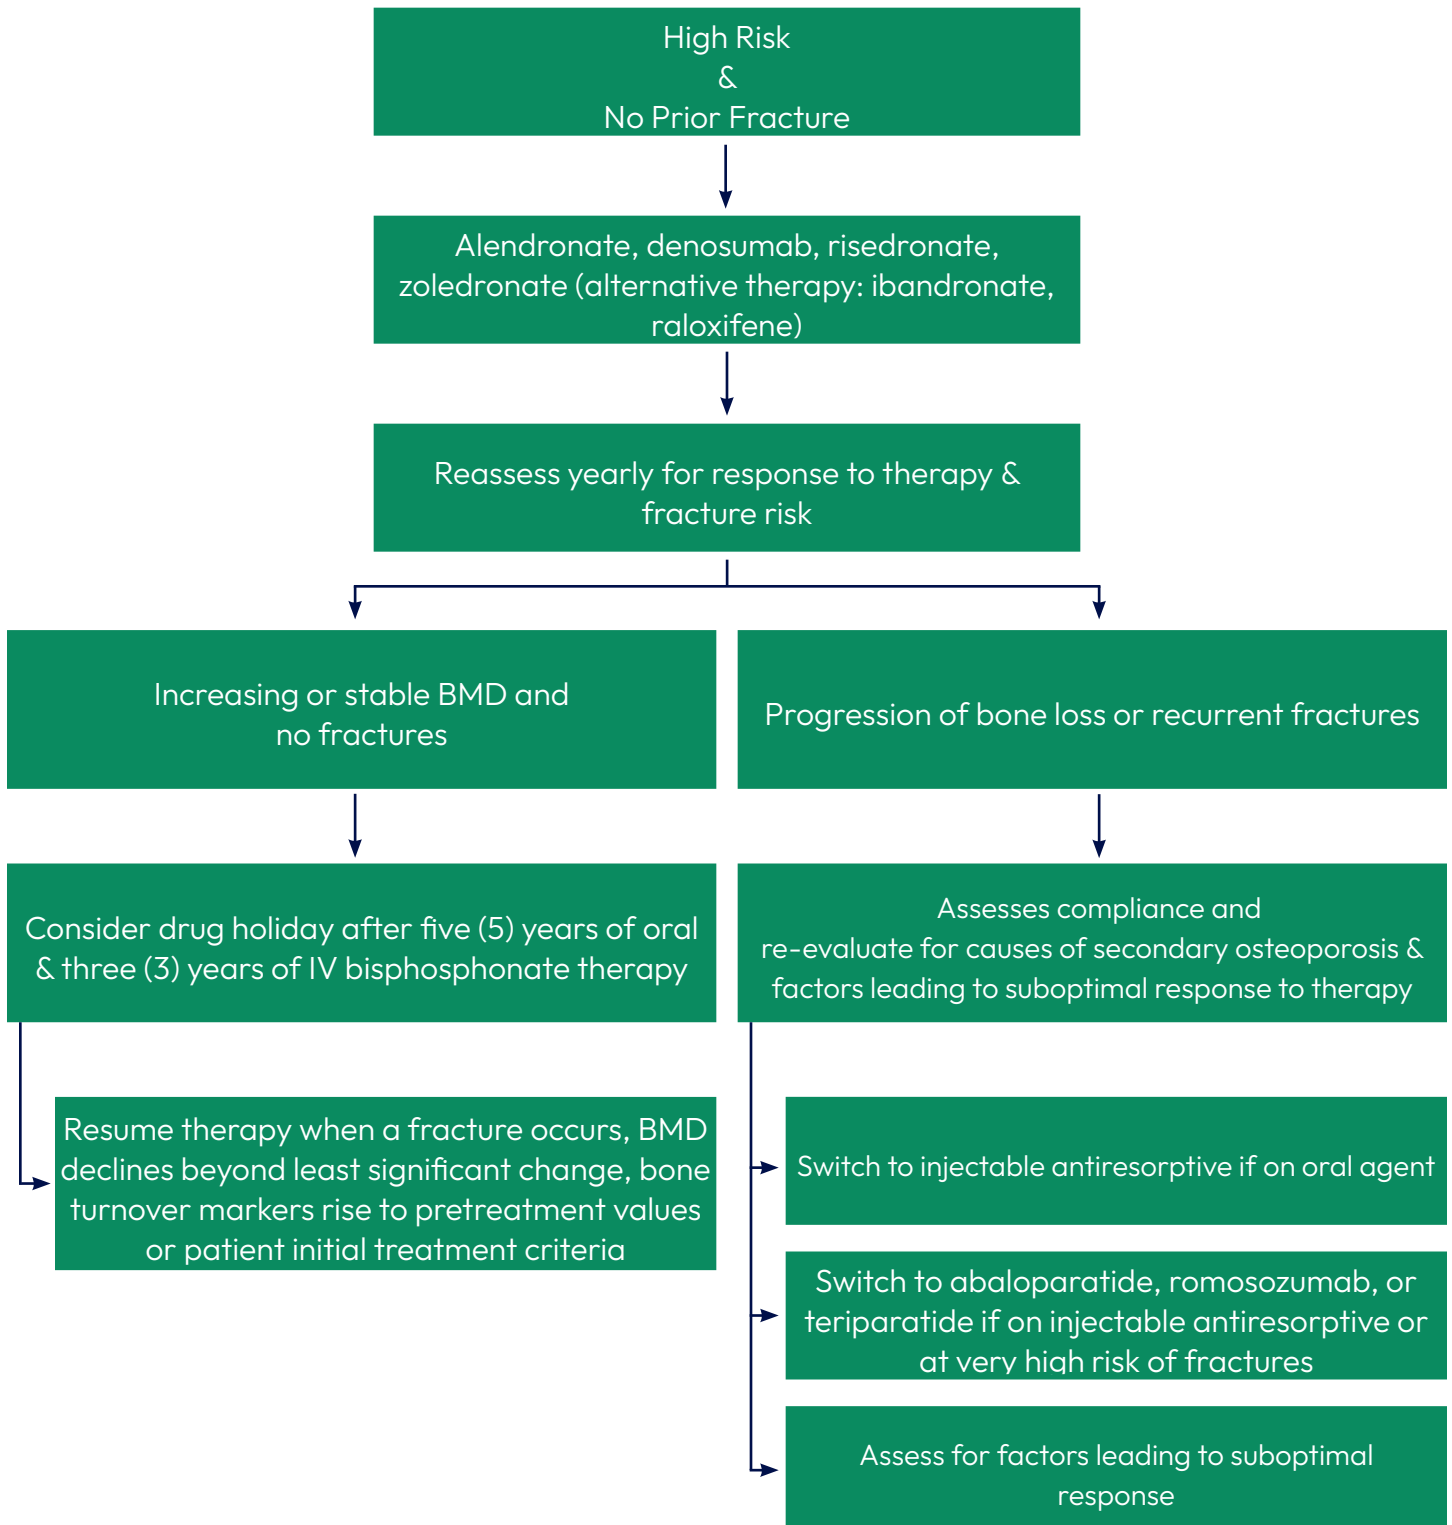 High Risk
&
No Prior Fracture
Alendronate, denosumab, risedronate,
zoledronate (alternative therapy: ibandronate,
raloxifene)
Reassess yearly for response to therapy &
fracture risk
Increasing or stable BMD and
no fractures
Progression of bone loss or recurrent fractures
Consider drug holiday after five (5) years of oral
& three (3) years of IV bisphosphonate therapy
Assesses compliance and
re-evaluate for causes of secondary osteoporosis &
factors leading to suboptimal response to therapy
Resume therapy when a fracture occurs, BMD
declines beyond least significant change, bone
turnover markers rise to pretreatment values
or patient initial treatment criteria
Switch to injectable antiresorptive if on oral agent
Switch to abaloparatide, romosozumab, or
teriparatide if on injectable antiresorptive or
at very high risk of fractures
Assess for factors leading to suboptimal
response